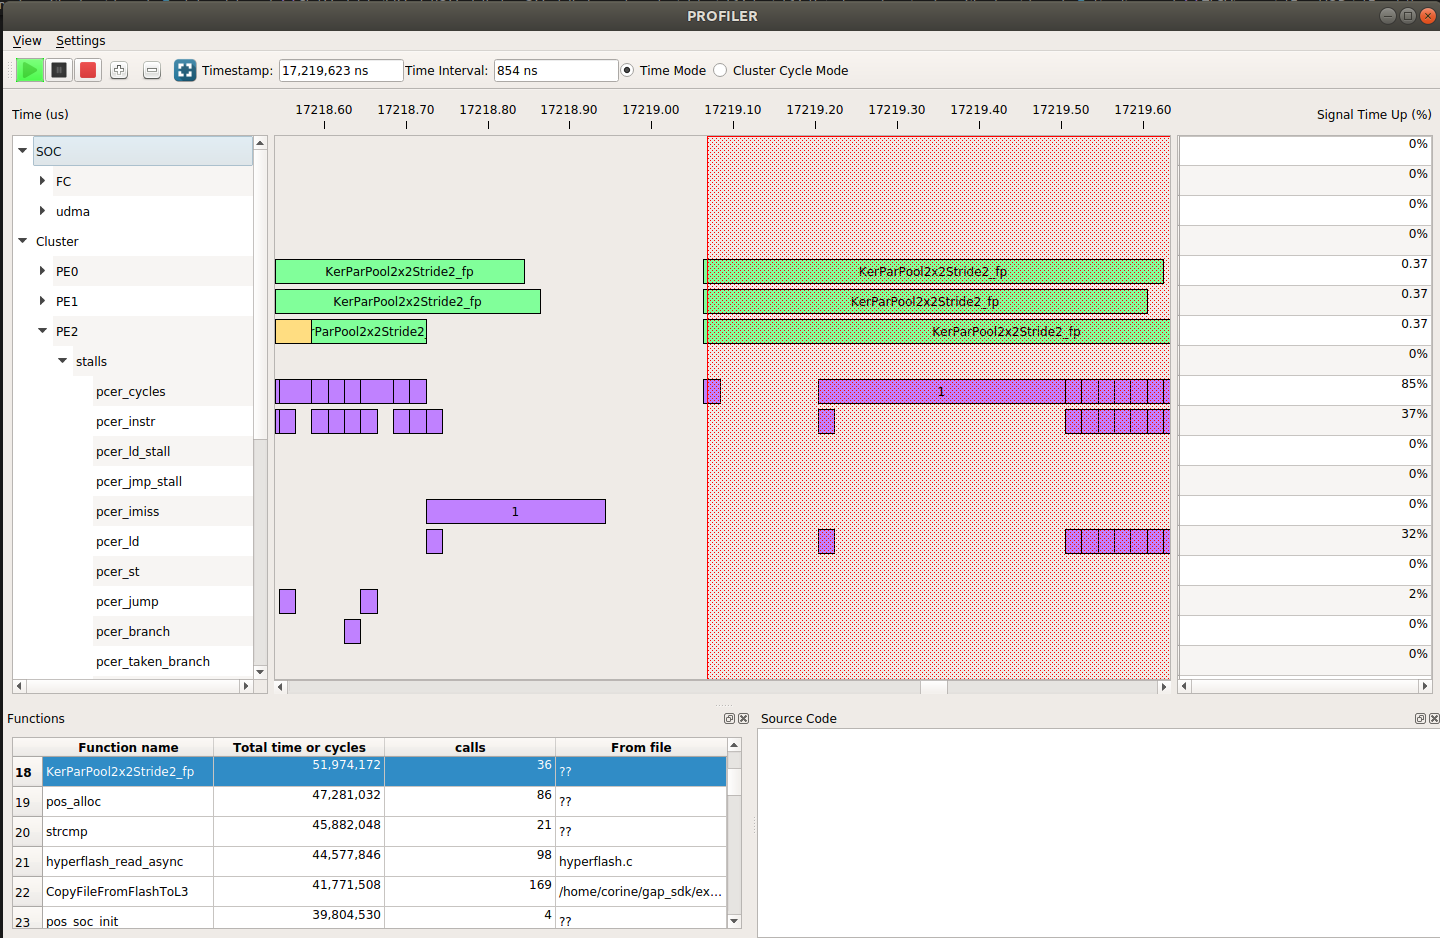 PROFILER
View Settings
Timestamp: 17,219,623 ns Time Interval: 854 ns Time Mode Cluster Cycle Mode
Time (us) 17218.60 17218.70 17218.80 17218.90 17219.00 17219.10 17219.20 17219.30 17219.40 17219.50 17219.60 Signal Time Up (%)
SOC 0%
FC 0%
udma 0%
Cluster 0%
PE0 KerParPool2x2Stride2_fp KerParPool2x2Stride2_fp 0.37
PE1 KerParPool2x2Stride2_fp KerParPool2x2Stride2_fp 0.37
PE2 rParPool2x2Stride2_ KerParPool2x2Stride2_fp 0.37
stalls 0%
pcer_cycles 1 85%
pcer_instr 37%
pcer_ld_stall 0%
pcer_jmp_stall 0%
pcer_imiss 1 0%
pcer_ld 32%
pcer_st 0%
pcer_jump 2%
pcer_branch 0%
pcer_taken_branch 0%
Functions
Function name Total time or cycles calls From file
18 KerParPool2x2Stride2_fp 51,974,172 36 ??
19 pos_alloc 47,281,032 86 ??
20 strcmp 45,882,048 21 ??
21 hyperflash_read_async 44,577,846 98 hyperflash.c
22 CopyFileFromFlashToL3 41,771,508 169 /home/corine/gap_sdk/ex...
23 pos_soc_init 39,804,530 4 ??
Source Code